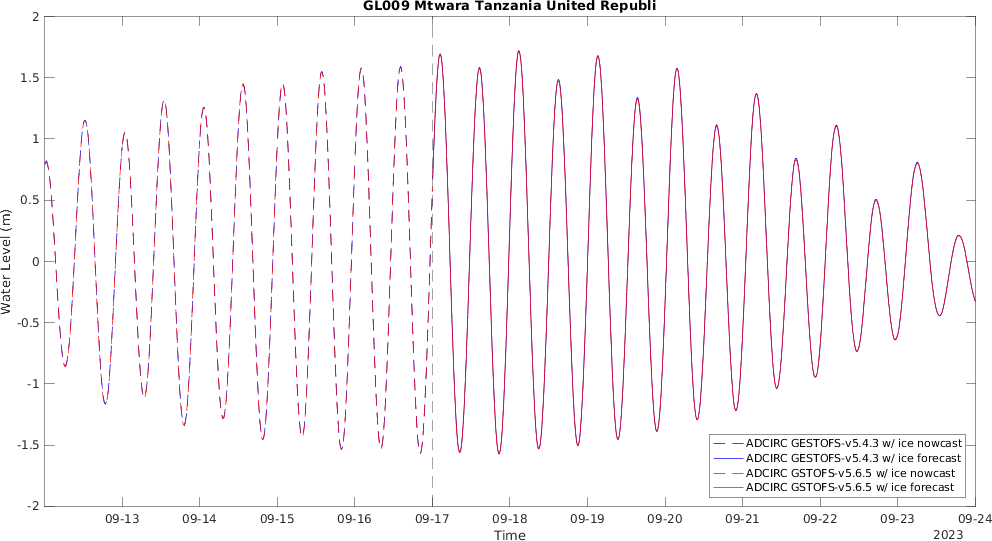 GL009 Mtwara Tanzania United Republi
2
1.5
1
0.5
0
-0.5
-1
-1.5
-2
Water Level (m)
ADCIRC GESTOFS-v5.4.3 w/ ice nowcast
ADCIRC GESTOFS-v5.4.3 w/ ice forecast
ADCIRC GSTOFS-v5.6.5 w/ ice nowcast
ADCIRC GSTOFS-v5.6.5 w/ ice forecast
09-13 09-14 09-15 09-16 09-17 09-18 09-19 09-20 09-21 09-22 09-23 09-24
Time
2023